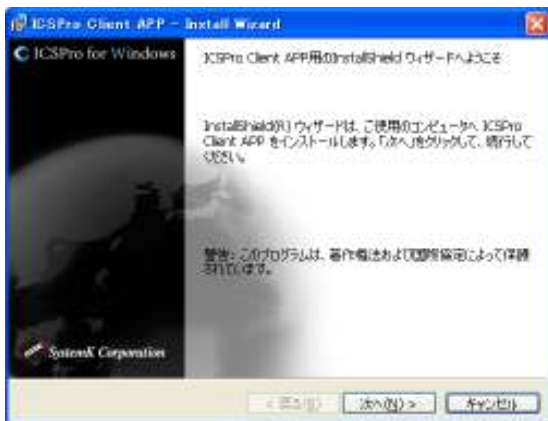 ICSPro Client APP - Install Wizard
ICSPro for Windows
ICSPro Client APP用のInstallShield ウィザードへようこそ
InstallShield(R) ウィザードは、ご使用のコンピュータへ ICSPro
Client APP をインストールします。「次へ」をクリックして、続行して
ください。
警告: このプログラムは、著作権法および国際協定によって保護
されています。
SystemK Corporation
< 戻る(B)
次へ(N) >
キャンセル